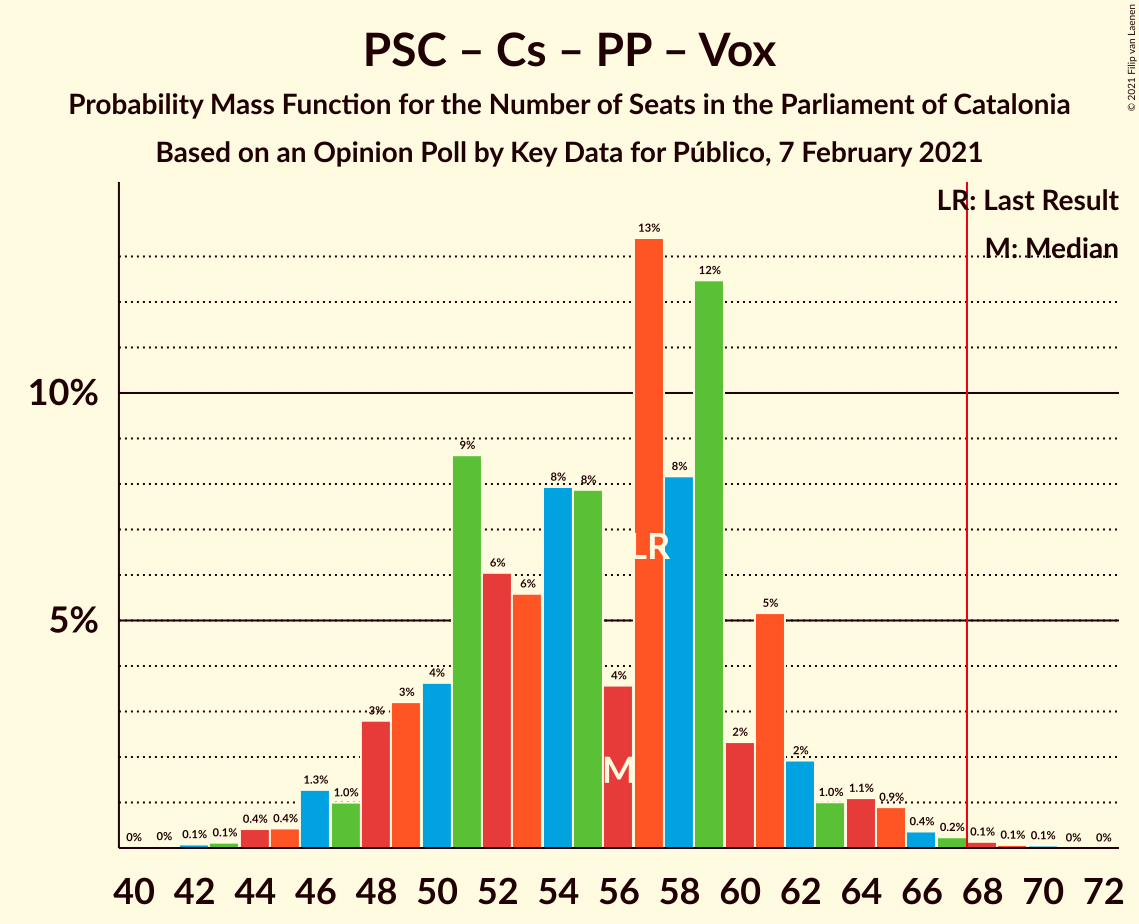 PSC – Cs – PP – Vox
Probability Mass Function for the Number of Seats in the Parliament of Catalonia
Based on an Opinion Poll by Key Data for Público, 7 February 2021
© 2021 Filip van Laenen
LR: Last Result
M: Median
10%
5%
0% 0% 0.1% 0.1% 0.4% 0.4% 1.3% 1.0% 3% 3% 4% 9% 6% 6% 8% 8% 4% 13% 8% 12% 2% 5% 2% 1.0% 1.1% 0.9% 0.4% 0.2% 0.1% 0.1% 0.1% 0% 0%
LR
M
40 42 44 46 48 50 52 54 56 58 60 62 64 66 68 70 72